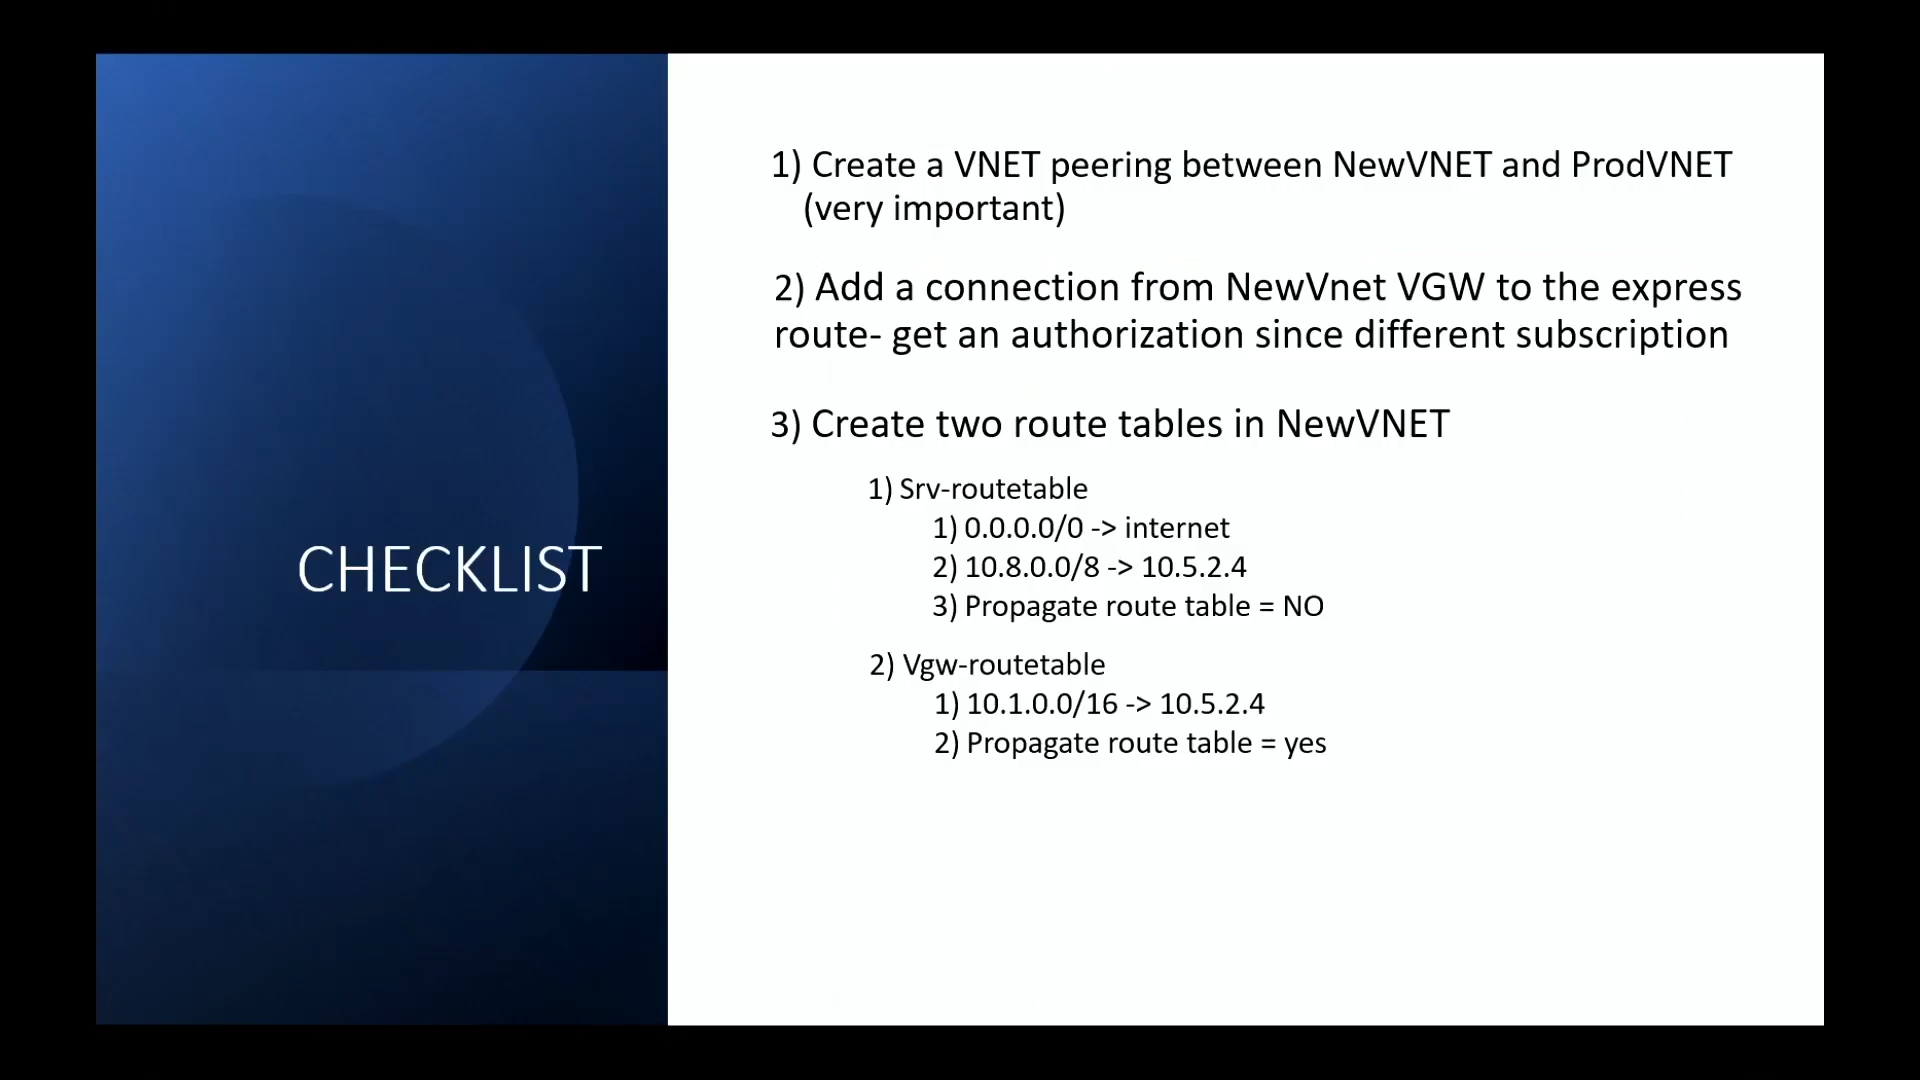 CHECKLIST
1) Create a VNET peering between NewVNET and ProdVNET
(very important)
2) Add a connection from NewVnet VGW to the express
route- get an authorization since different subscription
3) Create two route tables in NewVNET
1) Srv-routetable
1) 0.0.0.0/0 -> internet
2) 10.8.0.0/8 -> 10.5.2.4
3) Propagate route table = NO
2) Vgw-routetable
1) 10.1.0.0/16 -> 10.5.2.4
2) Propagate route table = yes